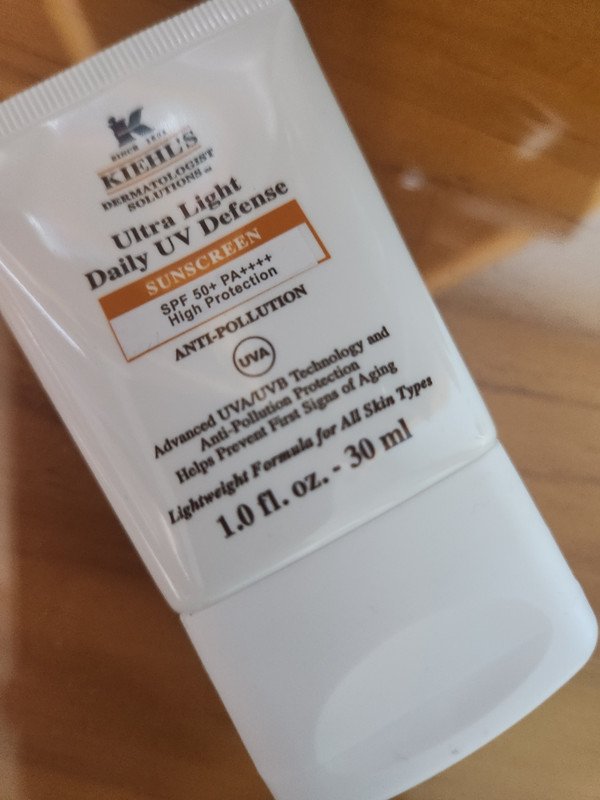 SINCE 1851
KIEHL'S
DERMATOLOGIST
SOLUTIONS
Ultra Light
Daily UV Defense
SUNSCREEN
SPF 50+ PA++++
High Protection
ANTI-POLLUTION
UVA
Advanced UVA/UVB Technology and
Anti-Pollution Protection
Helps Prevent First Signs of Aging
Lightweight Formula for All Skin Types
1.0 fl. oz. - 30 ml